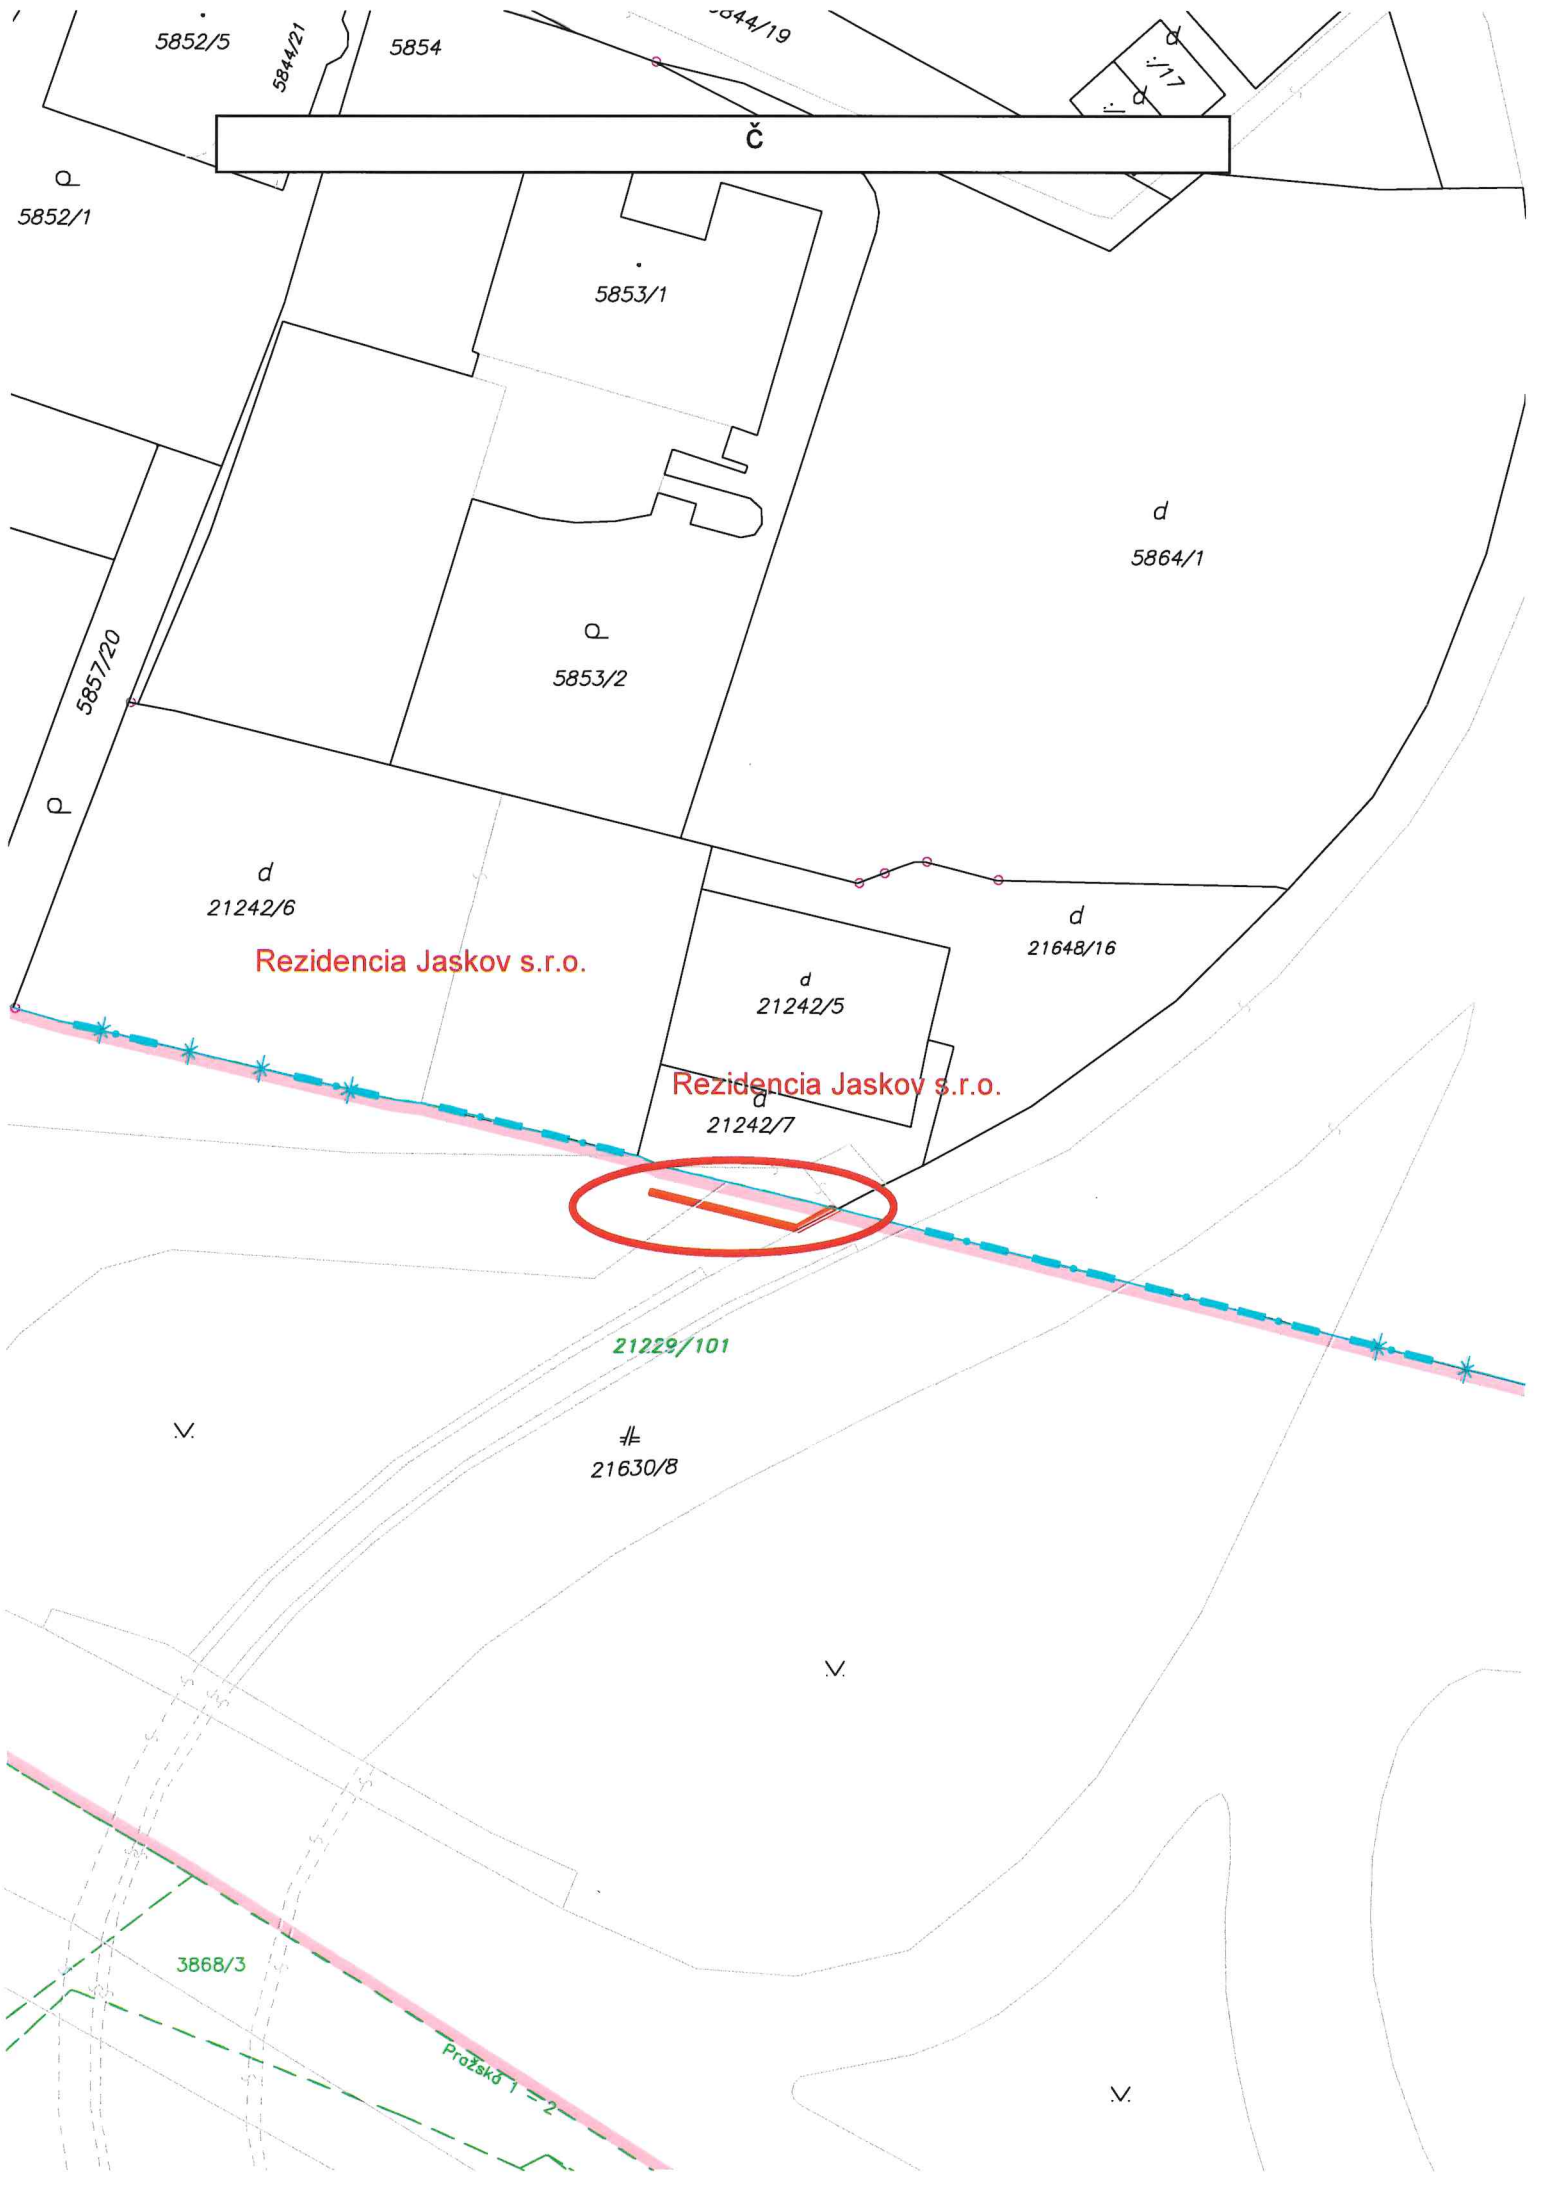 5852/5
5844/21
5854
5844/19
d
:/17
d
Č
5852/1
5853/1
d
5864/1
5853/2
5857/20
d
21242/6
d
21648/16
Rezidencia Jaskov s.r.o.
d
21242/5
Rezidencia Jaskov s.r.o.
d
21242/7
21229/101
21630/8
3868/3
Pražská 1 = 2